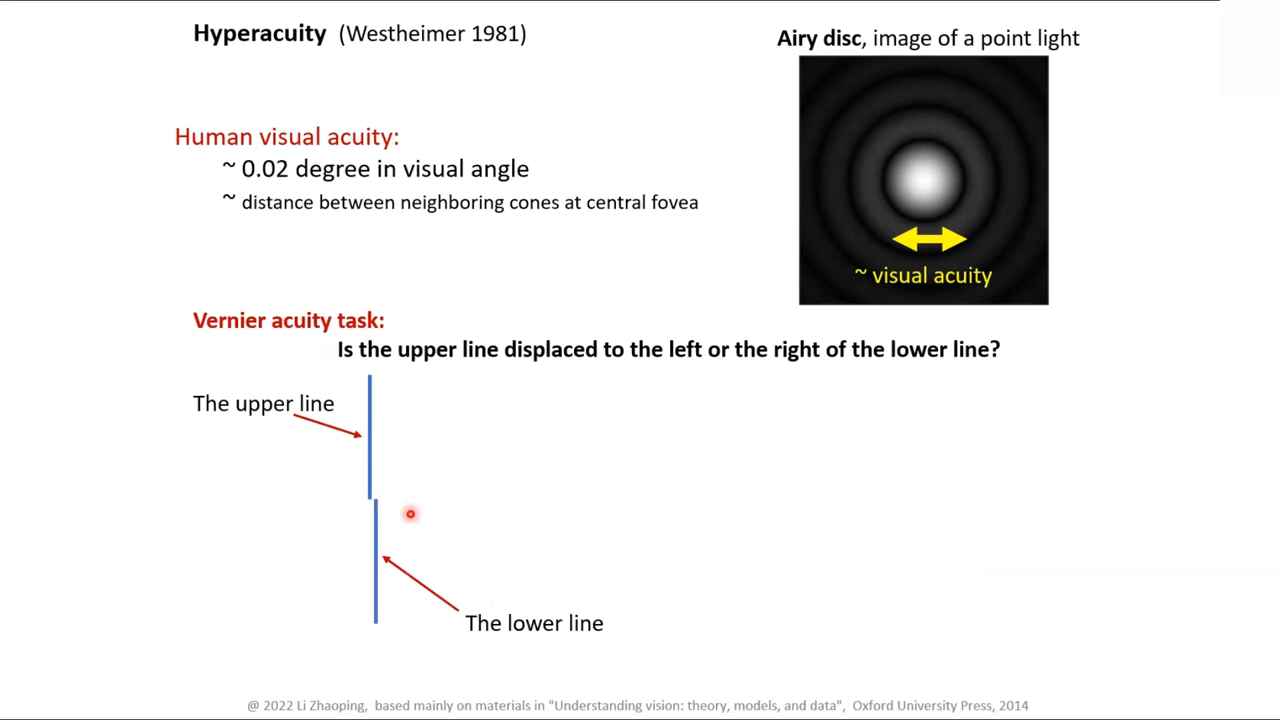 Hyperacuity (Westheimer 1981)
Airy disc, image of a point light
Human visual acuity:
~ 0.02 degree in visual angle
~ distance between neighboring cones at central fovea
~ visual acuity
Vernier acuity task:
Is the upper line displaced to the left or the right of the lower line?
The upper line
The lower line
@ 2022 Li Zhaoping, based mainly on materials in "Understanding vision: theory, models, and data", Oxford University Press, 2014